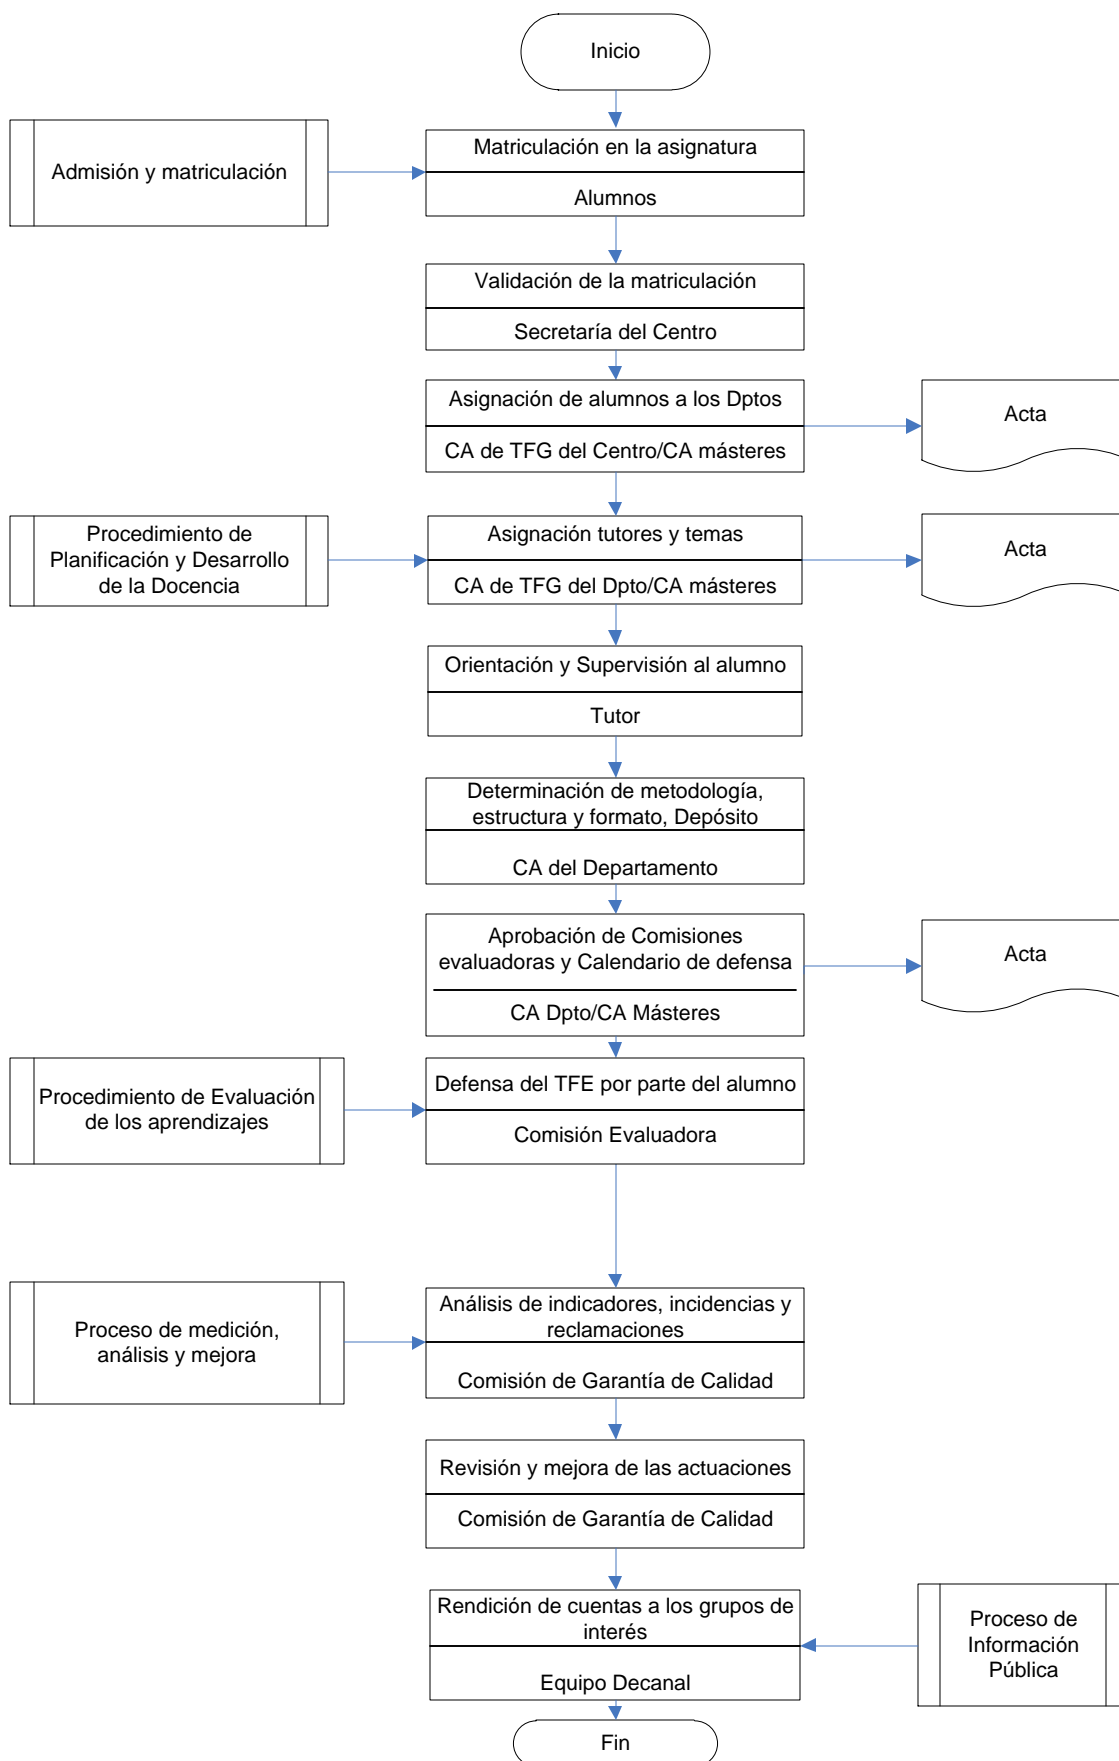 Inicio
Admisión y matriculación
Matriculación en la asignatura
Alumnos
Validación de la matriculación
Secretaría del Centro
Asignación de alumnos a los Dptos
CA de TFG del Centro/CA másteres
Acta
Procedimiento de
Planificación y Desarrollo
de la Docencia
Asignación tutores y temas
CA de TFG del Dpto/CA másteres
Acta
Orientación y Supervisión al alumno
Tutor
Determinación de metodología,
estructura y formato, Depósito
CA del Departamento
Aprobación de Comisiones
evaluadoras y Calendario de defensa
CA Dpto/CA Másteres
Acta
Procedimiento de Evaluación
de los aprendizajes
Defensa del TFE por parte del alumno
Comisión Evaluadora
Proceso de medición,
análisis y mejora
Análisis de indicadores, incidencias y
reclamaciones
Comisión de Garantía de Calidad
Revisión y mejora de las actuaciones
Comisión de Garantía de Calidad
Rendición de cuentas a los grupos de
interés
Equipo Decanal
Proceso de
Información
Pública
Fin